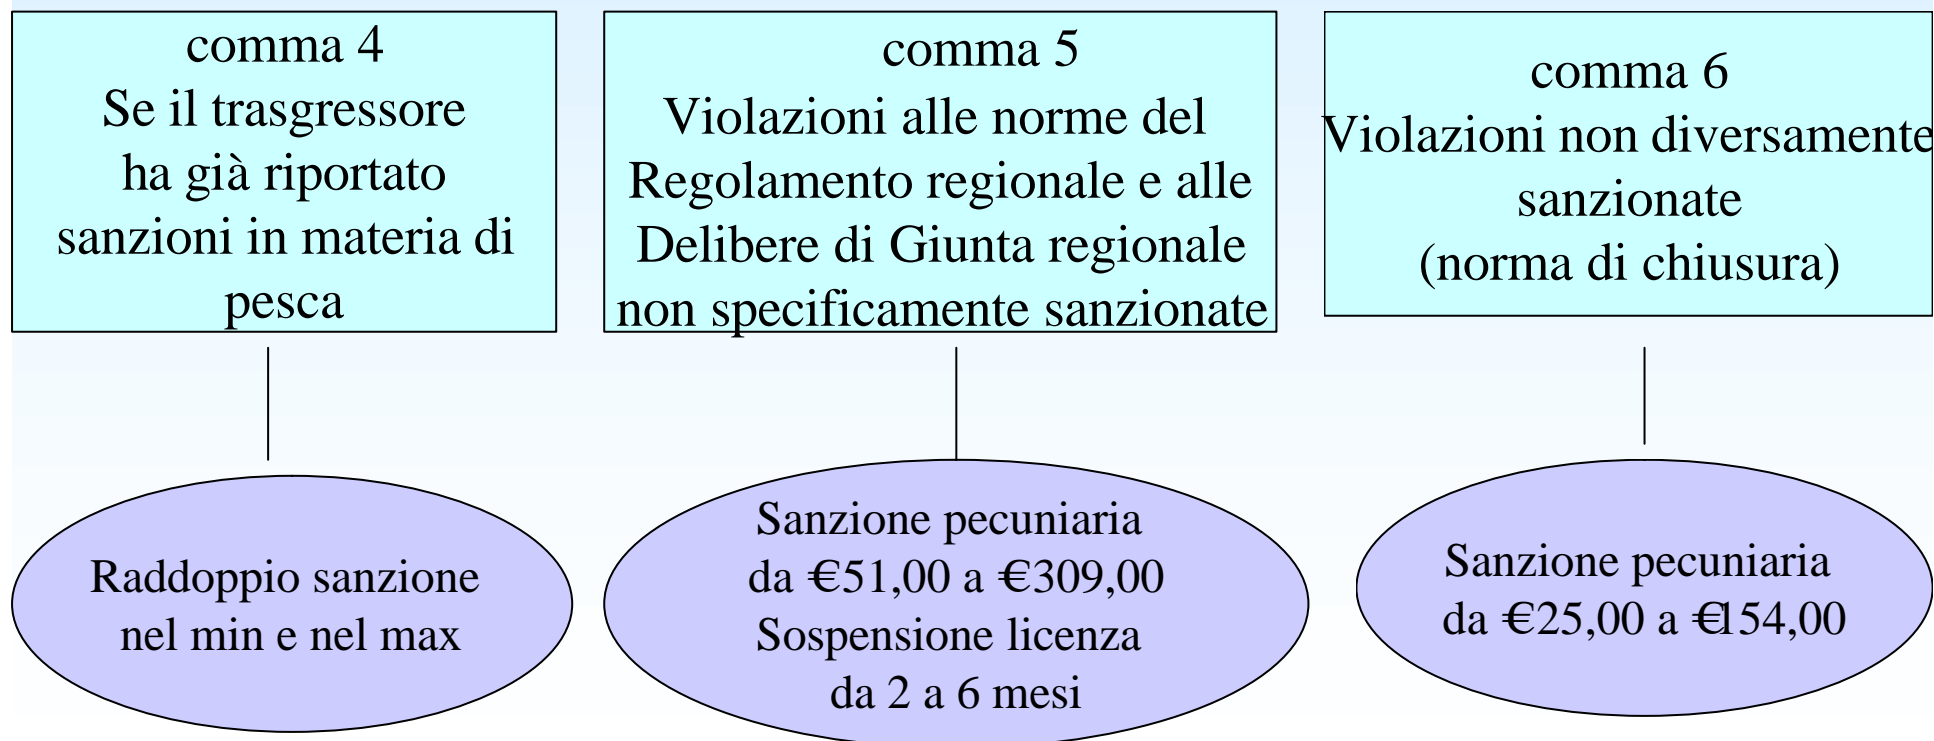 comma 4
Se il trasgressore
ha già riportato
sanzioni in materia di
pesca
comma 5
Violazioni alle norme del
Regolamento regionale e alle
Delibere di Giunta regionale
non specificamente sanzionate
comma 6
Violazioni non diversamente
sanzionate
(norma di chiusura)
Raddoppio sanzione
nel min e nel max
Sanzione pecuniaria
da €51,00 a €309,00
Sospensione licenza
da 2 a 6 mesi
Sanzione pecuniaria
da €25,00 a €154,00